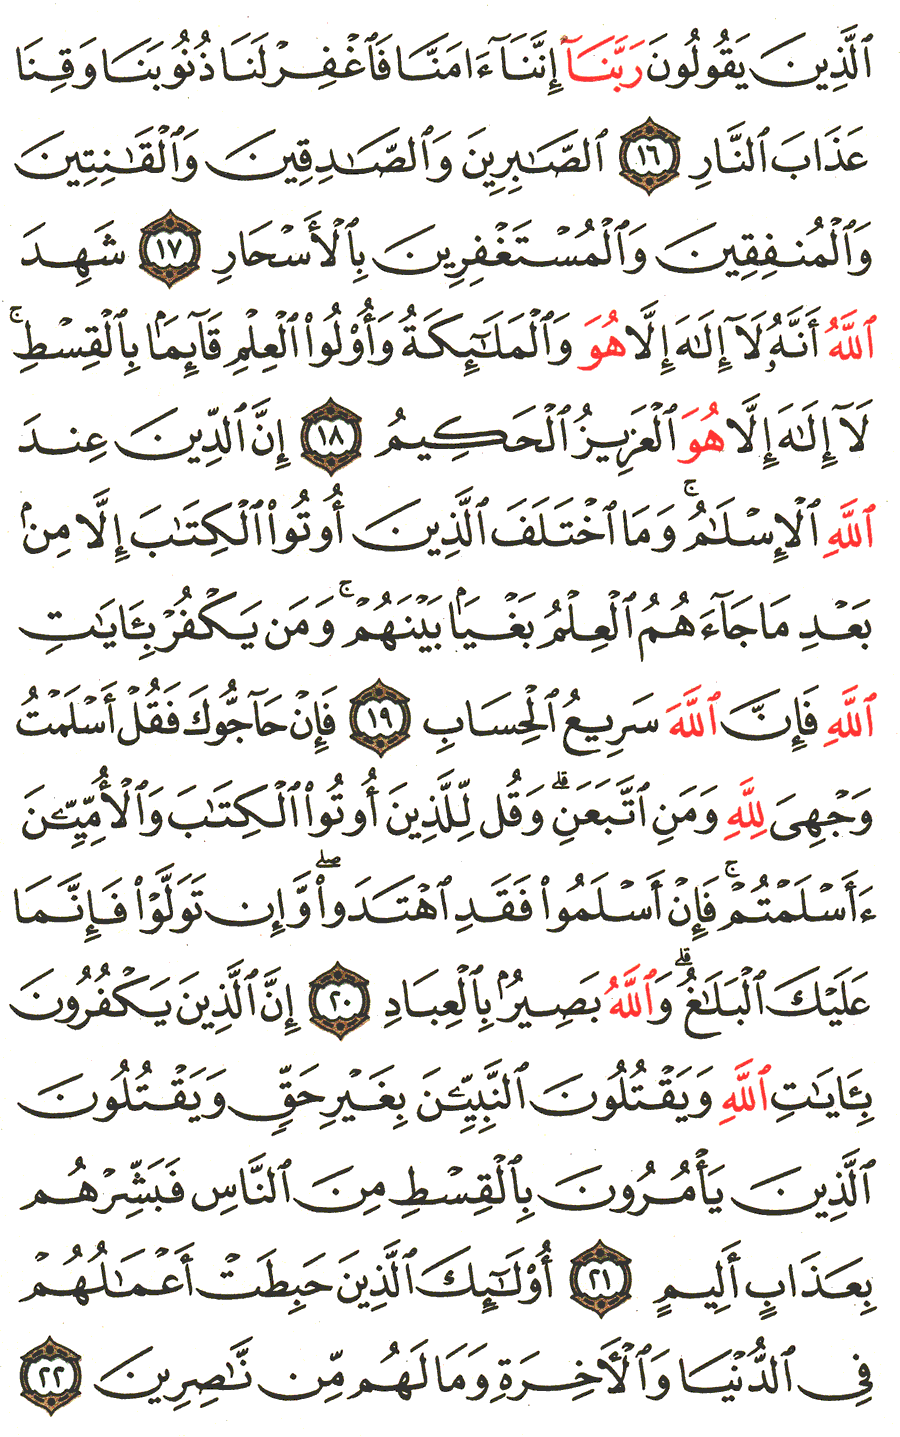 ٱلَّذِينَ يَقُولُونَ رَبَّنَآ إِنَّنَآ ءَامَنَّا فَٱغْفِرْ لَنَا ذُنُوبَنَا وَقِنَا
عَذَابَ ٱلنَّارِ ١٦ ٱلصَّـٰبِرِينَ وَٱلصَّـٰدِقِينَ وَٱلْقَـٰنِتِينَ
وَٱلْمُنفِقِينَ وَٱلْمُسْتَغْفِرِينَ بِٱلْأَسْحَارِ ١٧ شَهِدَ
ٱللَّهُ أَنَّهُۥ لَآ إِلَـٰهَ إِلَّا هُوَ وَٱلْمَلَـٰٓئِكَةُ وَأُو۟لُوا۟ ٱلْعِلْمِ قَآئِمَۢا بِٱلْقِسْطِ ۚ
لَآ إِلَـٰهَ إِلَّا هُوَ ٱلْعَزِيزُ ٱلْحَكِيمُ ١٨ إِنَّ ٱلدِّينَ عِندَ
ٱللَّهِ ٱلْإِسْلَـٰمُ ۗ وَمَا ٱخْتَلَفَ ٱلَّذِينَ أُوتُوا۟ ٱلْكِتَـٰبَ إِلَّا مِنۢ
بَعْدِ مَا جَآءَهُمُ ٱلْعِلْمُ بَغْيَۢا بَيْنَهُمْ ۗ وَمَن يَكْفُرْ بِـَٔايَـٰتِ
ٱللَّهِ فَإِنَّ ٱللَّهَ سَرِيعُ ٱلْحِسَابِ ١٩ فَإِنْ حَآجُّوكَ فَقُلْ أَسْلَمْتُ
وَجْهِىَ لِلَّهِ وَمَنِ ٱتَّبَعَنِ ۗ وَقُل لِّلَّذِينَ أُوتُوا۟ ٱلْكِتَـٰبَ وَٱلْأُمِّيِّـۧنَ
ءَأَسْلَمْتُمْ ۚ فَإِنْ أَسْلَمُوا۟ فَقَدِ ٱهْتَدَوا۟ ۖ وَّإِن تَوَلَّوْا۟ فَإِنَّمَا
عَلَيْكَ ٱلْبَلَـٰغُ ۗ وَٱللَّهُ بَصِيرُۢ بِٱلْعِبَادِ ٢٠ إِنَّ ٱلَّذِينَ يَكْفُرُونَ
بِـَٔايَـٰتِ ٱللَّهِ وَيَقْتُلُونَ ٱلنَّبِيِّـۧنَ بِغَيْرِ حَقٍّ وَيَقْتُلُونَ
ٱلَّذِينَ يَأْمُرُونَ بِٱلْقِسْطِ مِنَ ٱلنَّاسِ فَبَشِّرْهُم
بِعَذَابٍ أَلِيمٍ ٢١ أُو۟لَـٰٓئِكَ ٱلَّذِينَ حَبِطَتْ أَعْمَـٰلُهُمْ
فِى ٱلدُّنْيَا وَٱلْـَٔاخِرَةِ وَمَا لَهُم مِّن نَّـٰصِرِينَ ٢٢